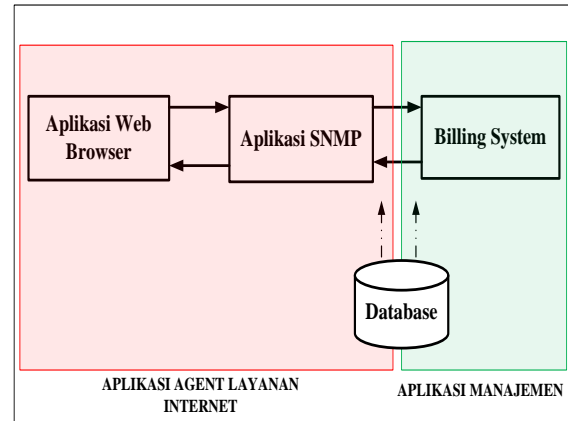 Aplikasi Web
Browser
Aplikasi SNMP
Billing System
Database
APLIKASI AGENT LAYANAN
INTERNET
APLIKASI MANAJEMEN